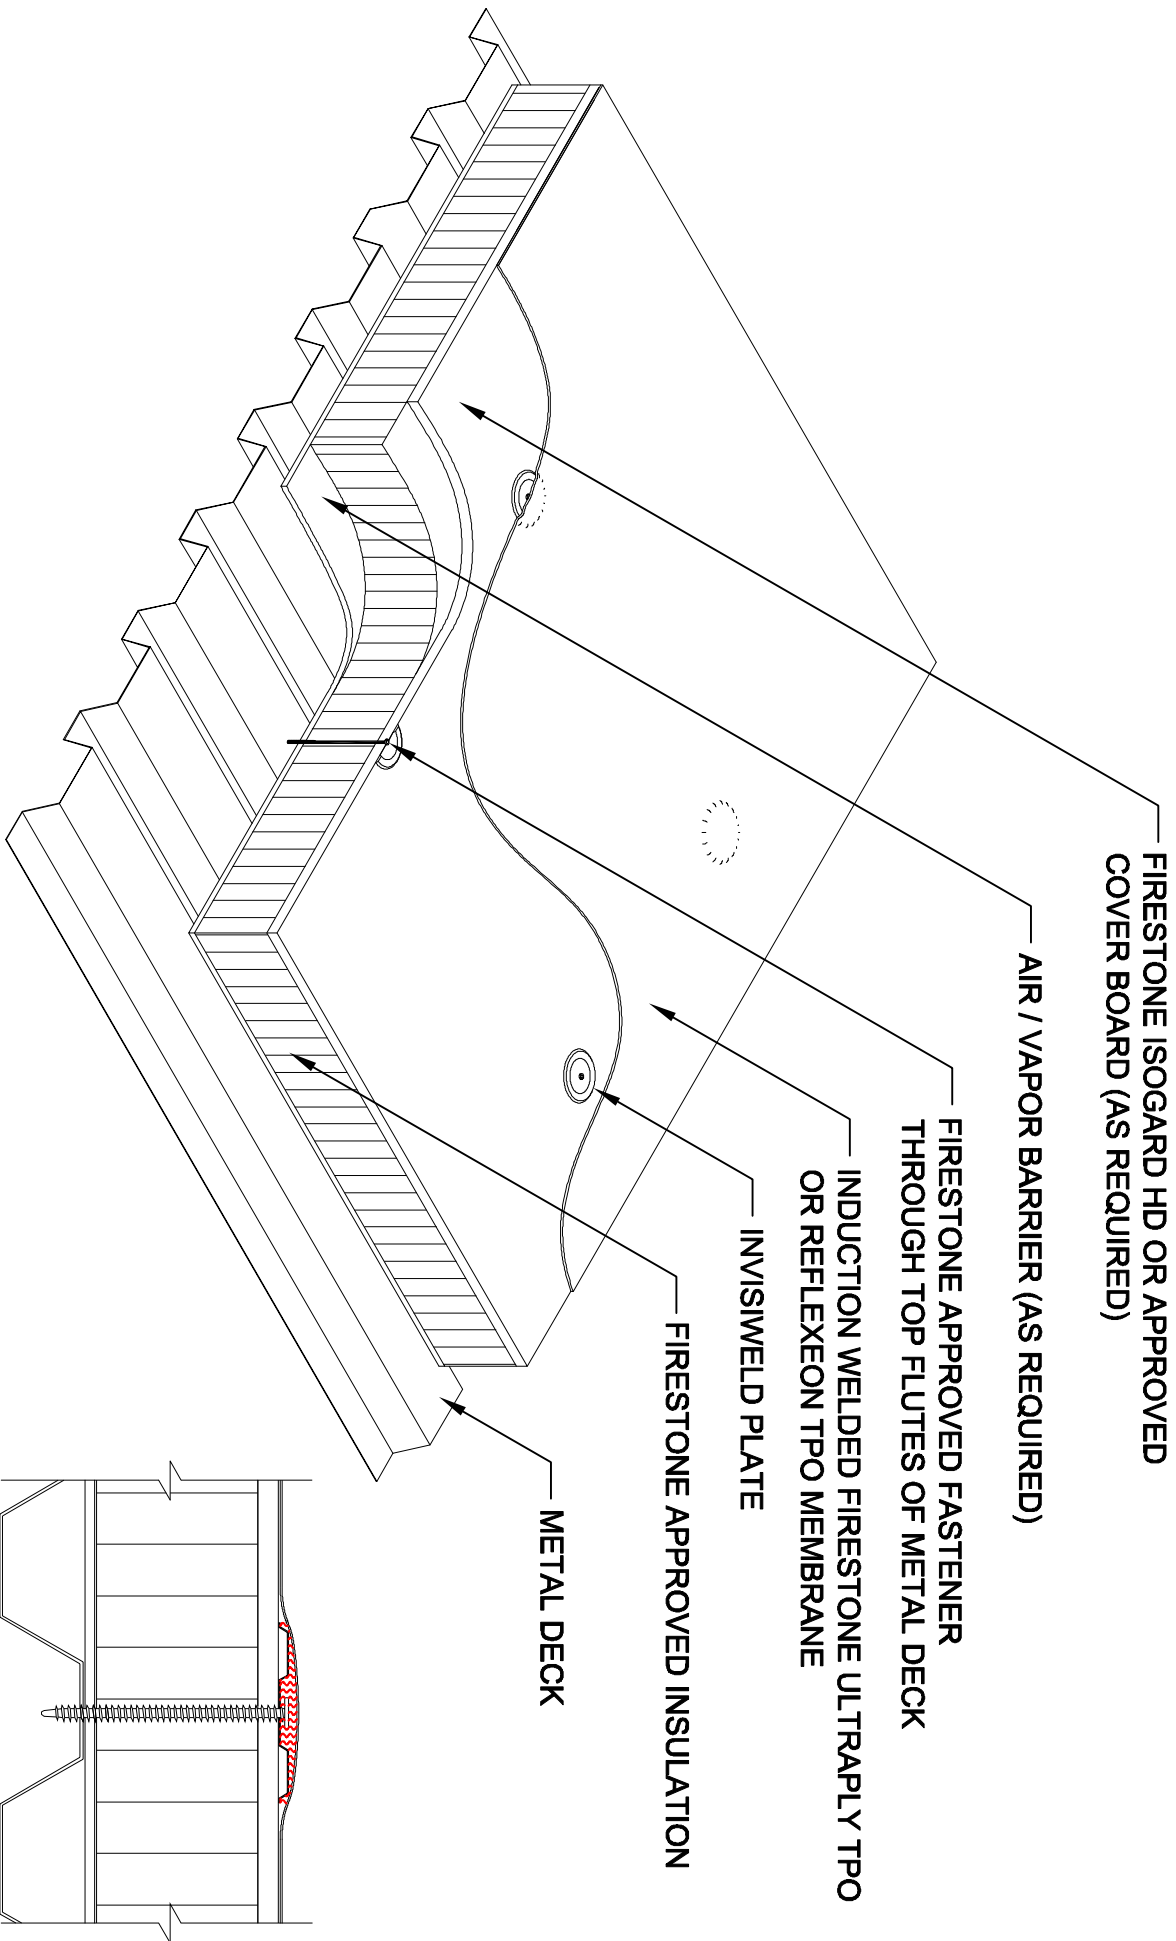 FIRESTONE ISOGARD HD OR APPROVED
COVER BOARD (AS REQUIRED)
AIR / VAPOR BARRIER (AS REQUIRED)
FIRESTONE APPROVED FASTENER
THROUGH TOP FLUTES OF METAL DECK
INDUCTION WELDED FIRESTONE ULTRAPLY TPO
OR REFLEXEON TPO MEMBRANE
INVISIWELD PLATE
FIRESTONE APPROVED INSULATION
METAL DECK